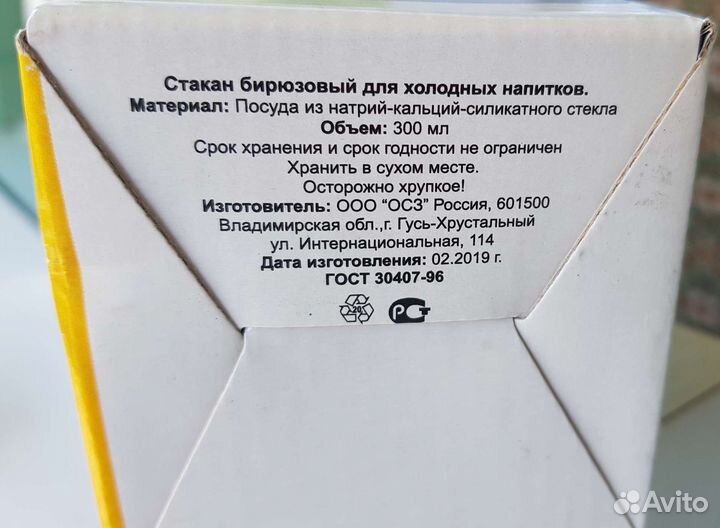 Стакан бирюзовый для холодных напитков.
Материал: Посуда из натрий-кальций-силикатного стекла
Объем: 300 мл
Срок хранения и срок годности не ограничен
Хранить в сухом месте.
Осторожно хрупкое!
Изготовитель: ООО "ОСЗ" Россия, 601500
Владимирская обл.,г. Гусь-Хрустальный
ул. Интернациональная, 114
Дата изготовления: 02.2019 г.
ГОСТ 30407-96
20 РСТ
Avito